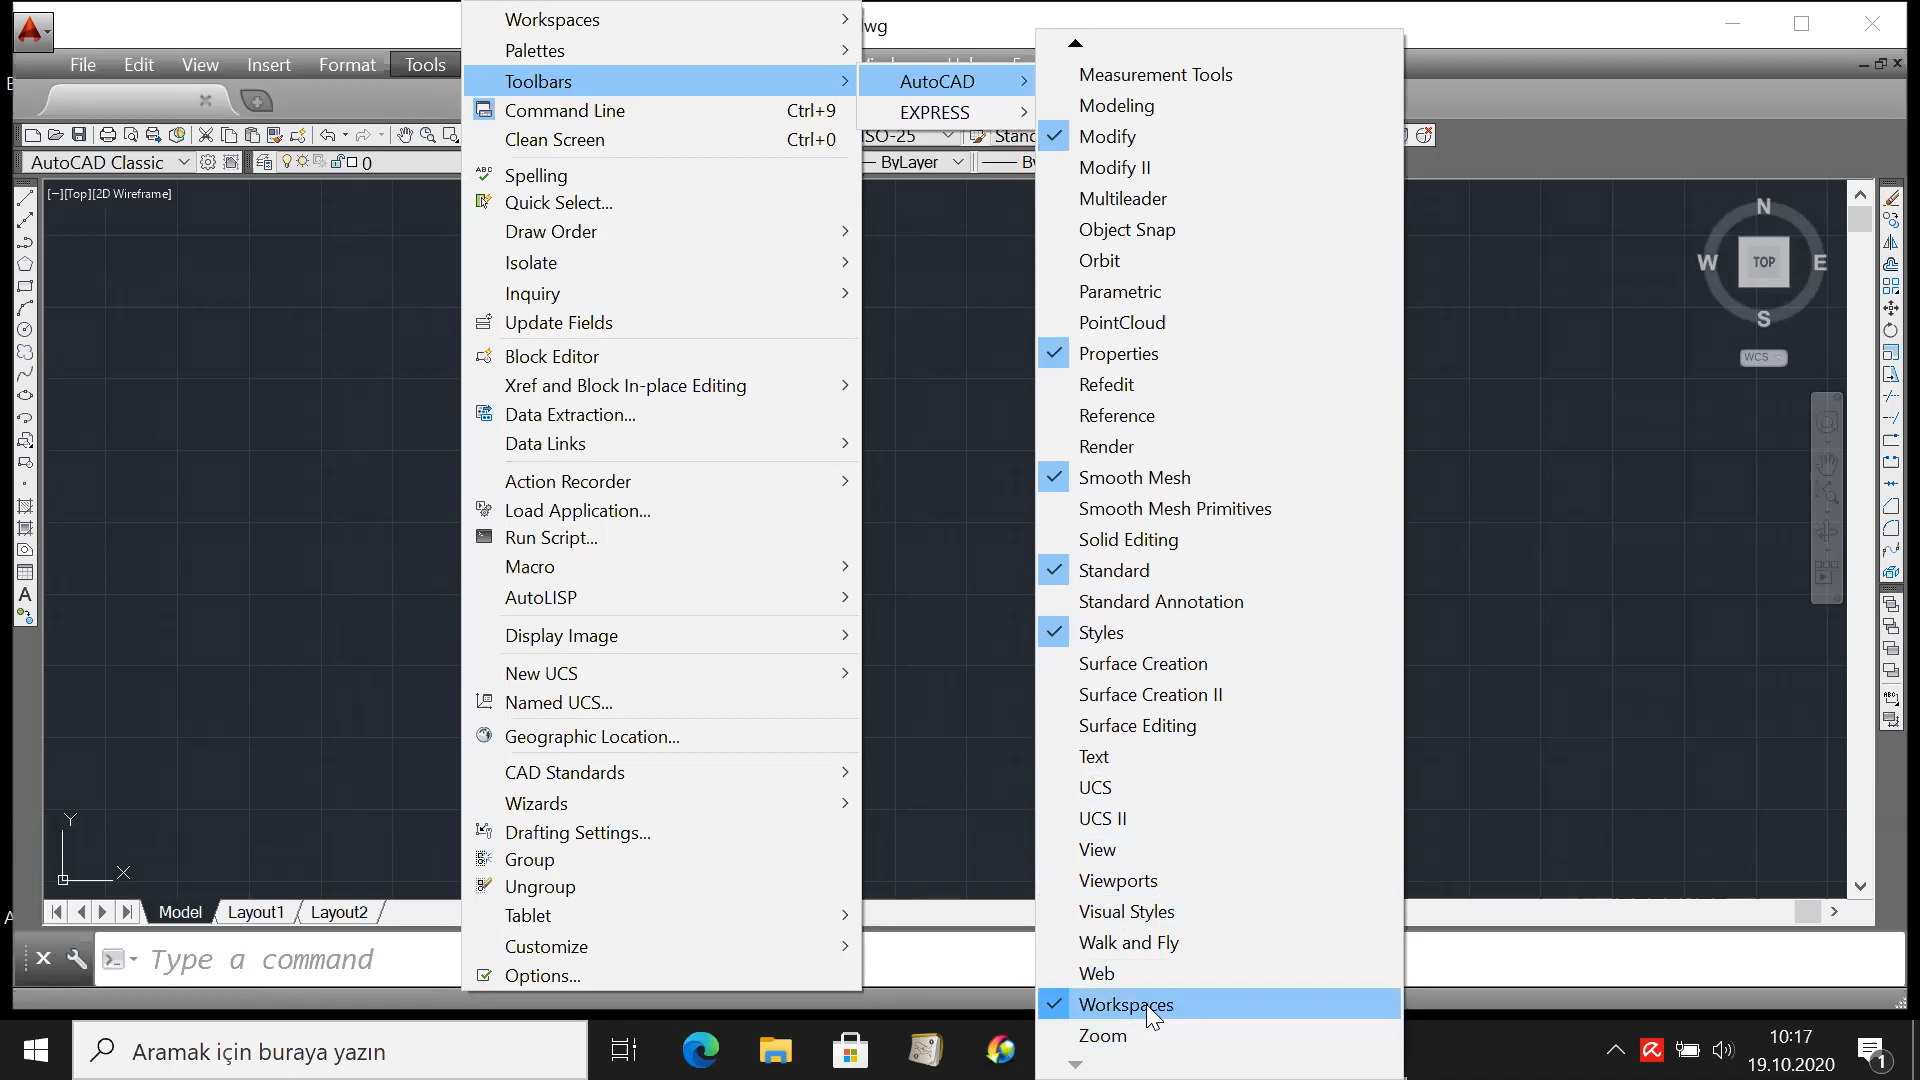 wg
File Edit View Insert Format Tools
AutoCAD Classic
0
ISO-25
Stand
ByLayer
[−][Top][2D Wireframe]
Workspaces
Palettes
Toolbars
Command Line Ctrl+9
Clean Screen Ctrl+0
Spelling
Quick Select...
Draw Order
Isolate
Inquiry
Update Fields
Block Editor
Xref and Block In-place Editing
Data Extraction...
Data Links
Action Recorder
Load Application...
Run Script...
Macro
AutoLISP
Display Image
New UCS
Named UCS...
Geographic Location...
CAD Standards
Wizards
Drafting Settings...
Group
Ungroup
Tablet
Customize
Options...
AutoCAD
EXPRESS
Measurement Tools
Modeling
Modify
Modify II
Multileader
Object Snap
Orbit
Parametric
PointCloud
Properties
Refedit
Reference
Render
Smooth Mesh
Smooth Mesh Primitives
Solid Editing
Standard
Standard Annotation
Styles
Surface Creation
Surface Creation II
Surface Editing
Text
UCS
UCS II
View
Viewports
Visual Styles
Walk and Fly
Web
Workspaces
Zoom
N
W TOP E
S
WCS
Y
X
Model Layout1 Layout2
Type a command
Aramak için buraya yazın
10:17
19.10.2020
1